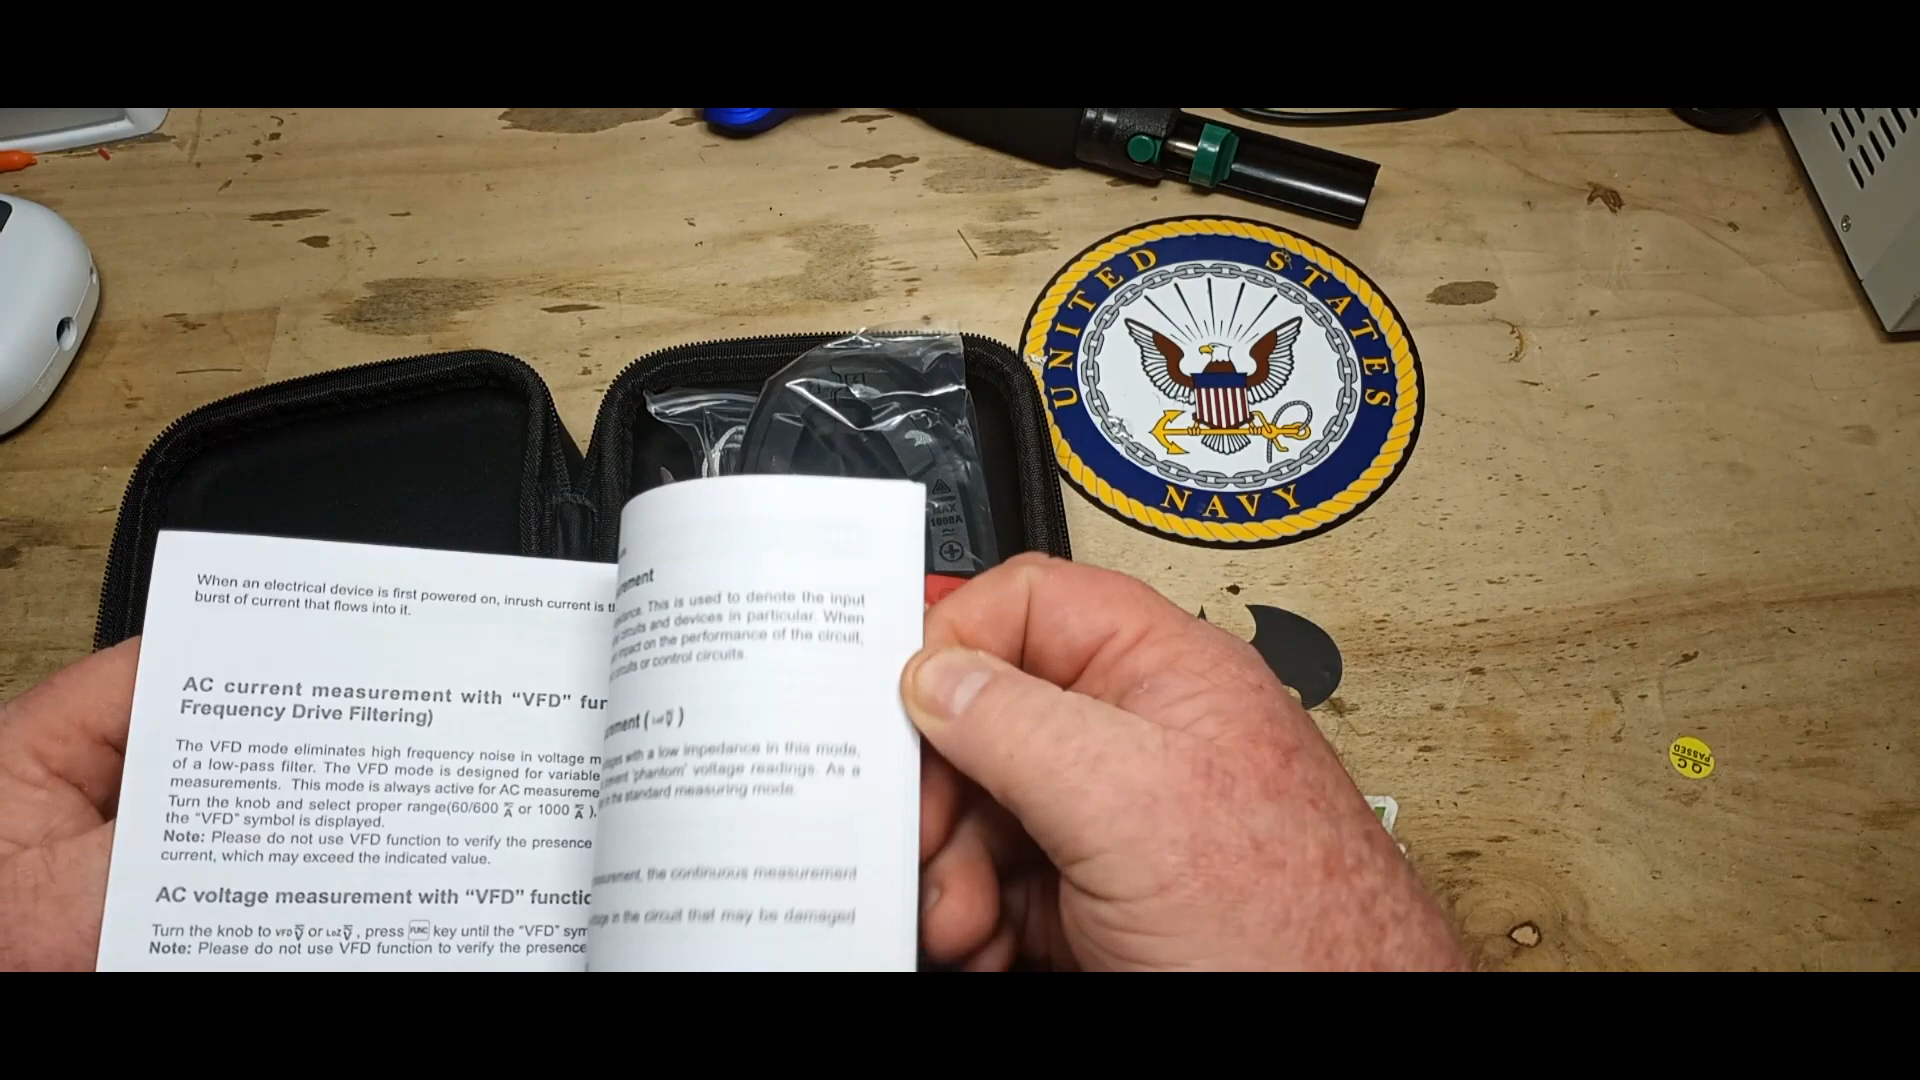 When an electrical device is first powered on, inrush current is
burst of current that flows into it.
AC current measurement with “VFD”
Frequency Drive Filtering)
The VFD mode eliminates high frequency noise in voltage
of a low-pass filter. The VFD mode is designed for variable
measurements. This mode is always active for AC
Turn the knob and select proper range(60/600 A or 1000 A),
the “VFD” symbol is displayed.
Note: Please do not use VFD function to verify the presence
current, which may exceed the indicated value.
AC voltage measurement with “VFD”
Turn the knob to VFD V or LoZ V , press FUNC key until the “VFD”
Note: Please do not use VFD function to verify the presence
This is used to denote the input
circuits and devices in particular. When
impact on the performance of the circuit,
or control circuits.
with a low impedance in this mode,
'phantom' voltage readings. As a
in the standard measuring mode.
the continuous measurement
in the circuit that may be damaged
MAX
1000A
UNITED STATES
NAVY
QC
PASSED